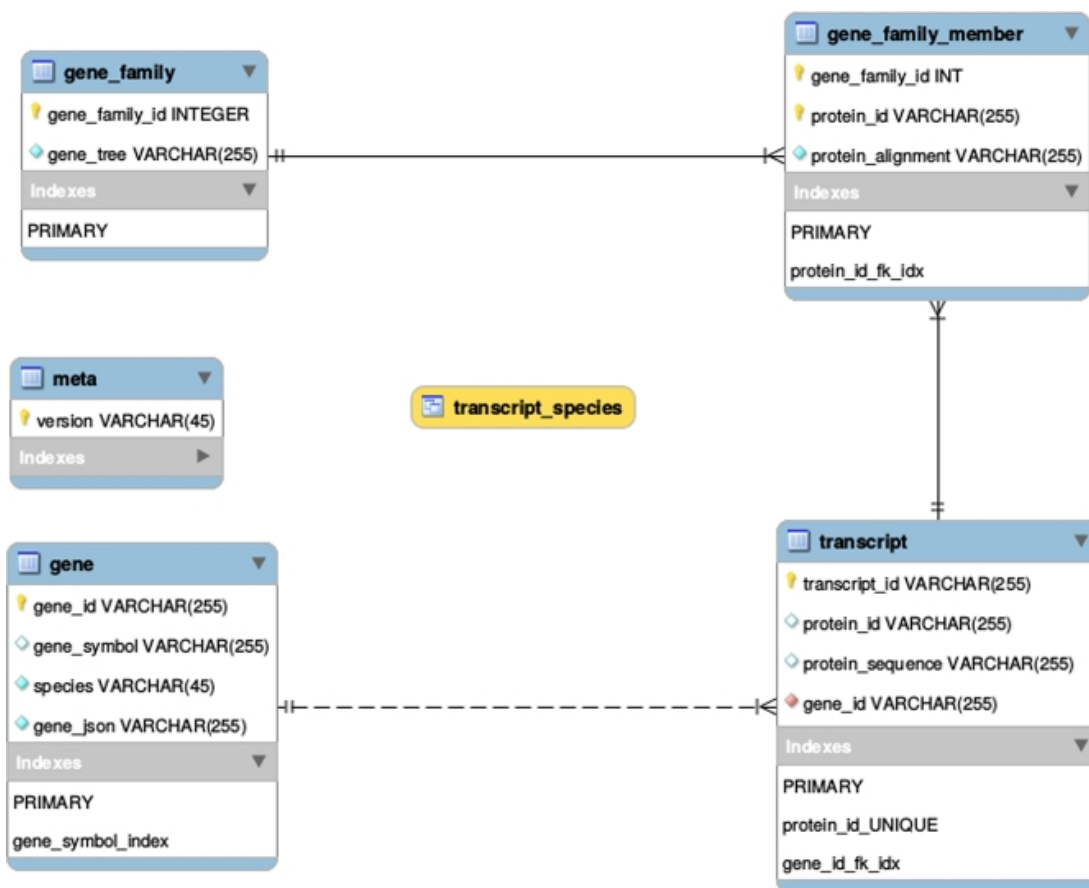 gene_family
gene_family_id INTEGER
gene_tree VARCHAR(255)
Indexes
PRIMARY
gene_family_member
gene_family_id INT
protein_id VARCHAR(255)
protein_alignment VARCHAR(255)
Indexes
PRIMARY
protein_id_fk_idx
meta
version VARCHAR(45)
Indexes
transcript_species
gene
gene_id VARCHAR(255)
gene_symbol VARCHAR(255)
species VARCHAR(45)
gene_json VARCHAR(255)
Indexes
PRIMARY
gene_symbol_index
transcript
transcript_id VARCHAR(255)
protein_id VARCHAR(255)
protein_sequence VARCHAR(255)
gene_id VARCHAR(255)
Indexes
PRIMARY
protein_id_UNIQUE
gene_id_fk_idx